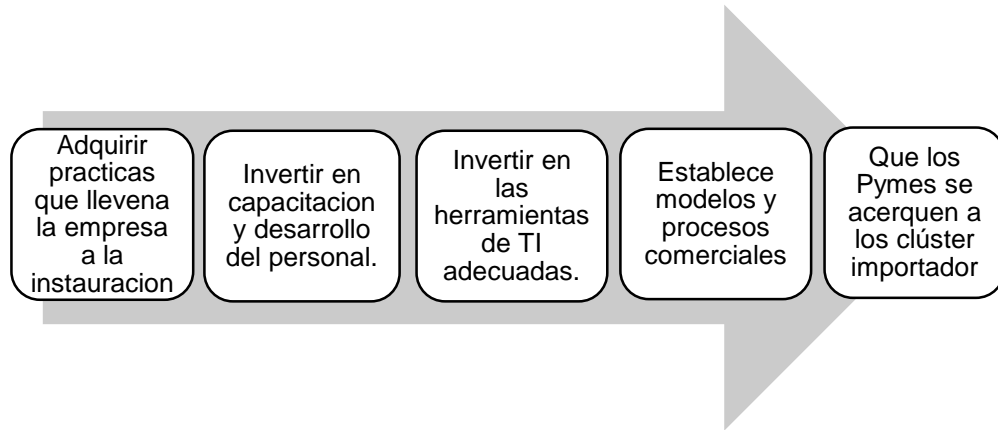 Adquirir
practicas
que llevena
la empresa
a la
instauracion
Invertir en
capacitacion
y desarrollo
del personal.
Invertir en
las
herramientas
de TI
adecuadas.
Establece
modelos y
procesos
comerciales
Que los
Pymes se
acerquen a
los clúster
importador